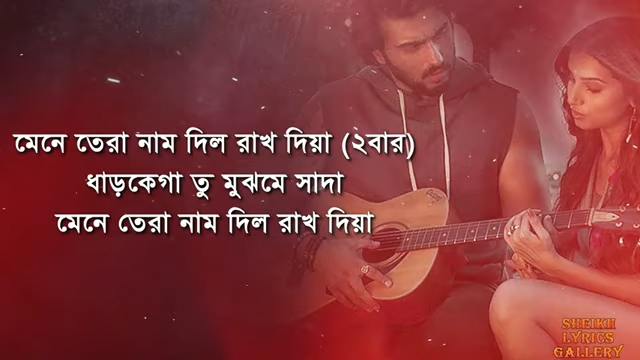 মেনে তেরা নাম দিল রাখ দিয়া (২বার)
ধাড়কেগা তু মুঝমে সাদা
মেনে তেরা নাম দিল রাখ দিয়া
SHEIKH
LYRICS
GALLERY